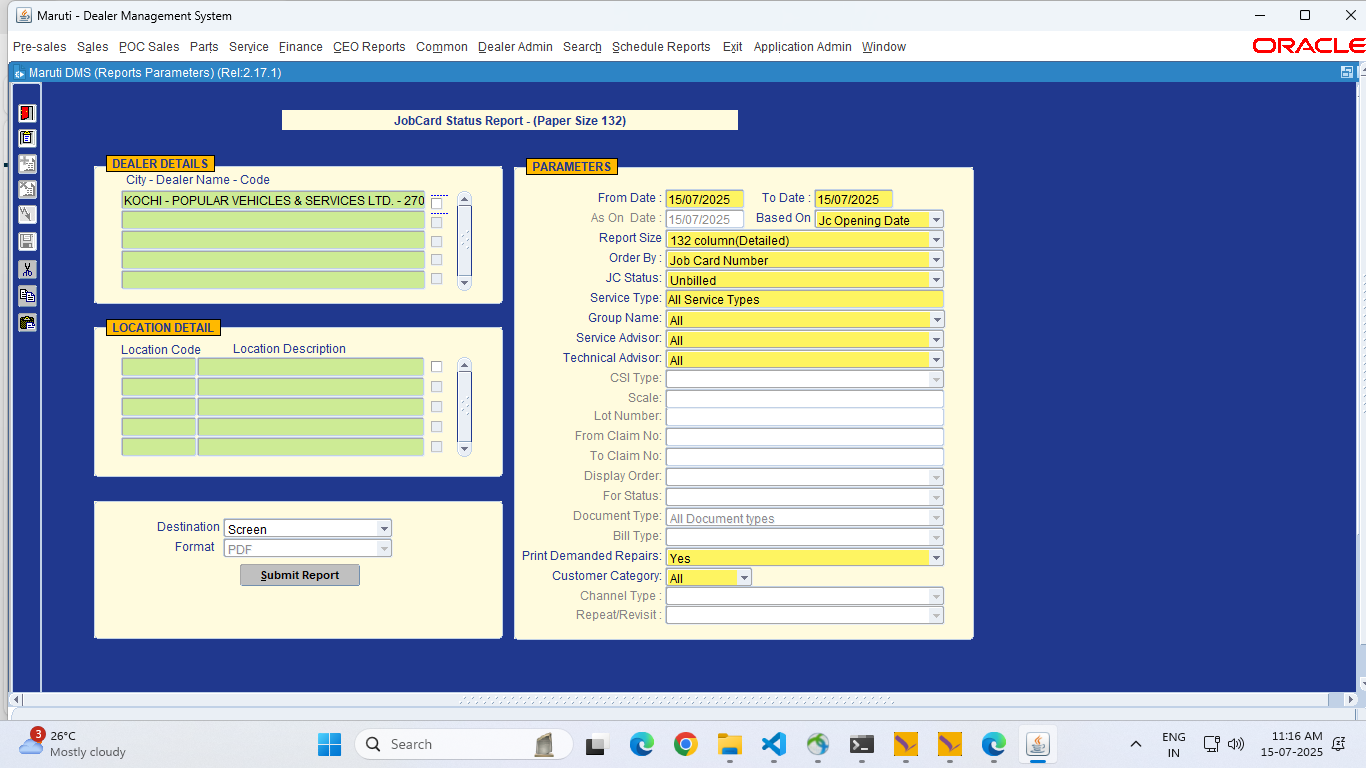 Maruti - Dealer Management System
Pre-sales Sales POC Sales Parts Service Finance CEO Reports Common Dealer Admin Search Schedule Reports Exit Application Admin Window
ORACLE
Maruti DMS (Reports Parameters) (Rel:2.17.1)
JobCard Status Report - (Paper Size 132)
DEALER DETAILS
City - Dealer Name - Code
KOCHI - POPULAR VEHICLES & SERVICES LTD. - 270
LOCATION DETAIL
Location Code Location Description
Destination Screen
Format PDF
Submit Report
PARAMETERS
From Date : 15/07/2025 To Date : 15/07/2025
As On Date : 15/07/2025 Based On Jc Opening Date
Report Size 132 column(Detailed)
Order By : Job Card Number
JC Status: Unbilled
Service Type: All Service Types
Group Name: All
Service Advisor: All
Technical Advisor: All
CSI Type:
Scale:
Lot Number:
From Claim No:
To Claim No:
Display Order:
For Status:
Document Type: All Document types
Bill Type:
Print Demanded Repairs: Yes
Customer Category: All
Channel Type :
Repeat/Revisit :
3
26°C
Mostly cloudy
Search
ENG
IN
11:16 AM
15-07-2025